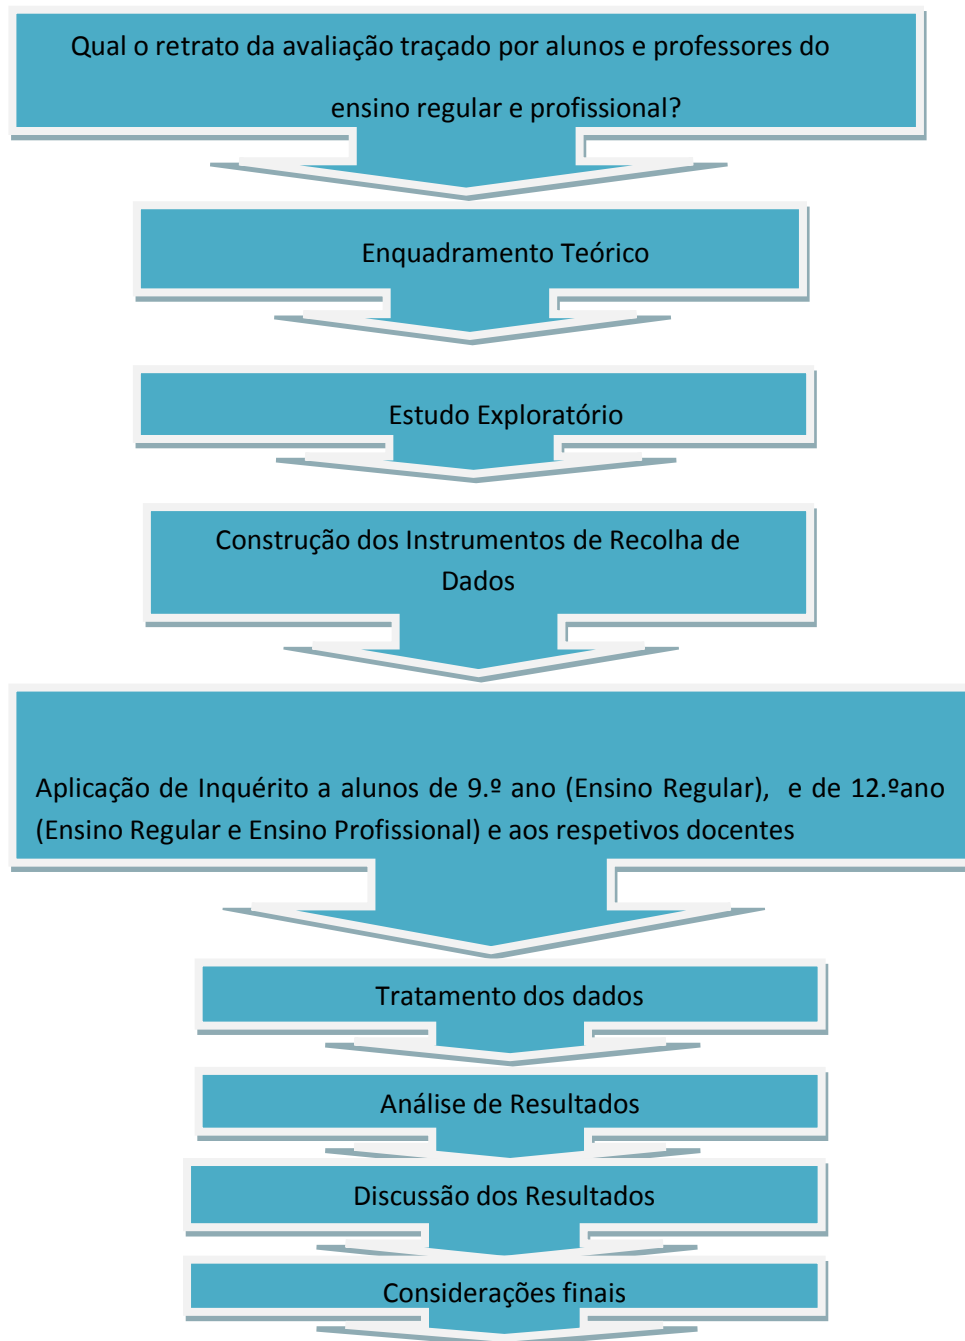 Qual o retrato da avaliação traçado por alunos e professores do
ensino regular e profissional?
Enquadramento Teórico
Estudo Exploratório
Construção dos Instrumentos de Recolha de
Dados
Aplicação de Inquérito a alunos de 9.º ano (Ensino Regular), e de 12.ºano
(Ensino Regular e Ensino Profissional) e aos respetivos docentes
Tratamento dos dados
Análise de Resultados
Discussão dos Resultados
Considerações finais